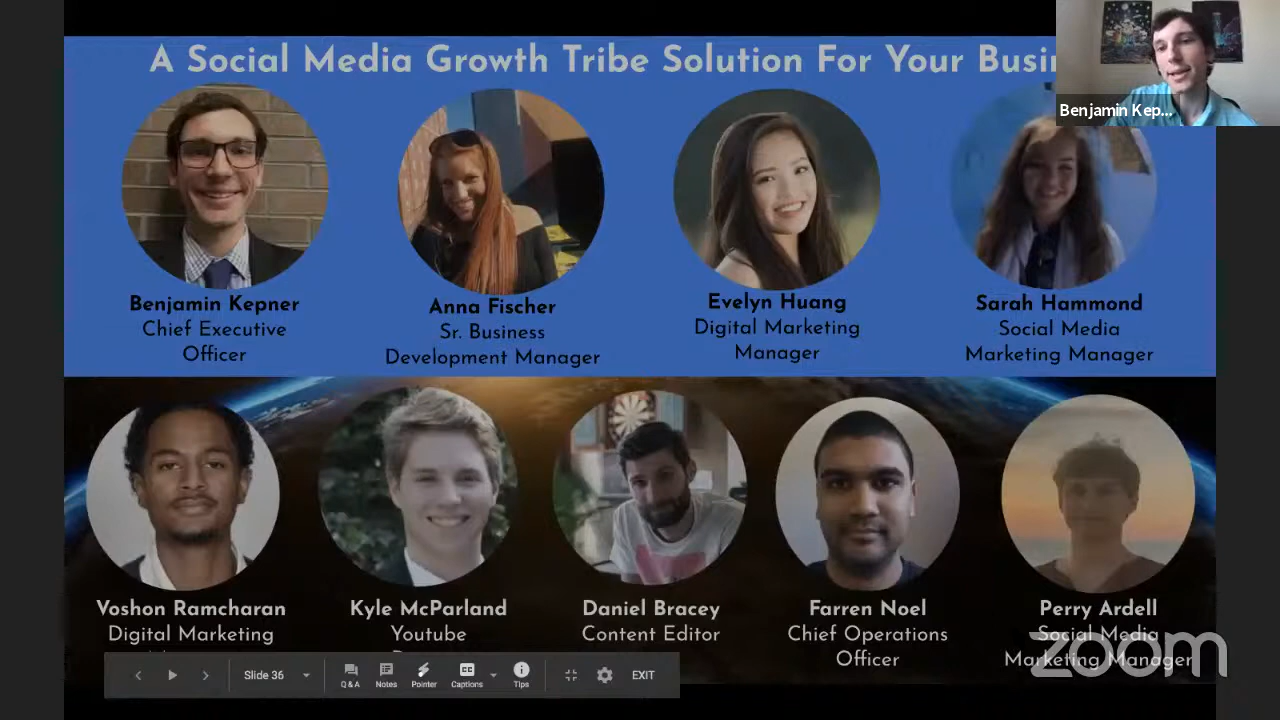 A Social Media Growth Tribe Solution For Your
Benjamin Kep...
Benjamin Kepner
Chief Executive
Officer
Anna Fischer
Sr. Business
Development Manager
Evelyn Huang
Digital Marketing
Manager
Sarah Hammond
Social Media
Marketing Manager
Voshon Ramcharan
Digital Marketing
Kyle McParland
Youtube
Daniel Bracey
Content Editor
Farren Noel
Chief Operations
Officer
Perry Ardell
Social Media
Marketing Manager
zoom
Slide 36
Q & A
Notes
Pointer
CC
Captions
Tips
EXIT